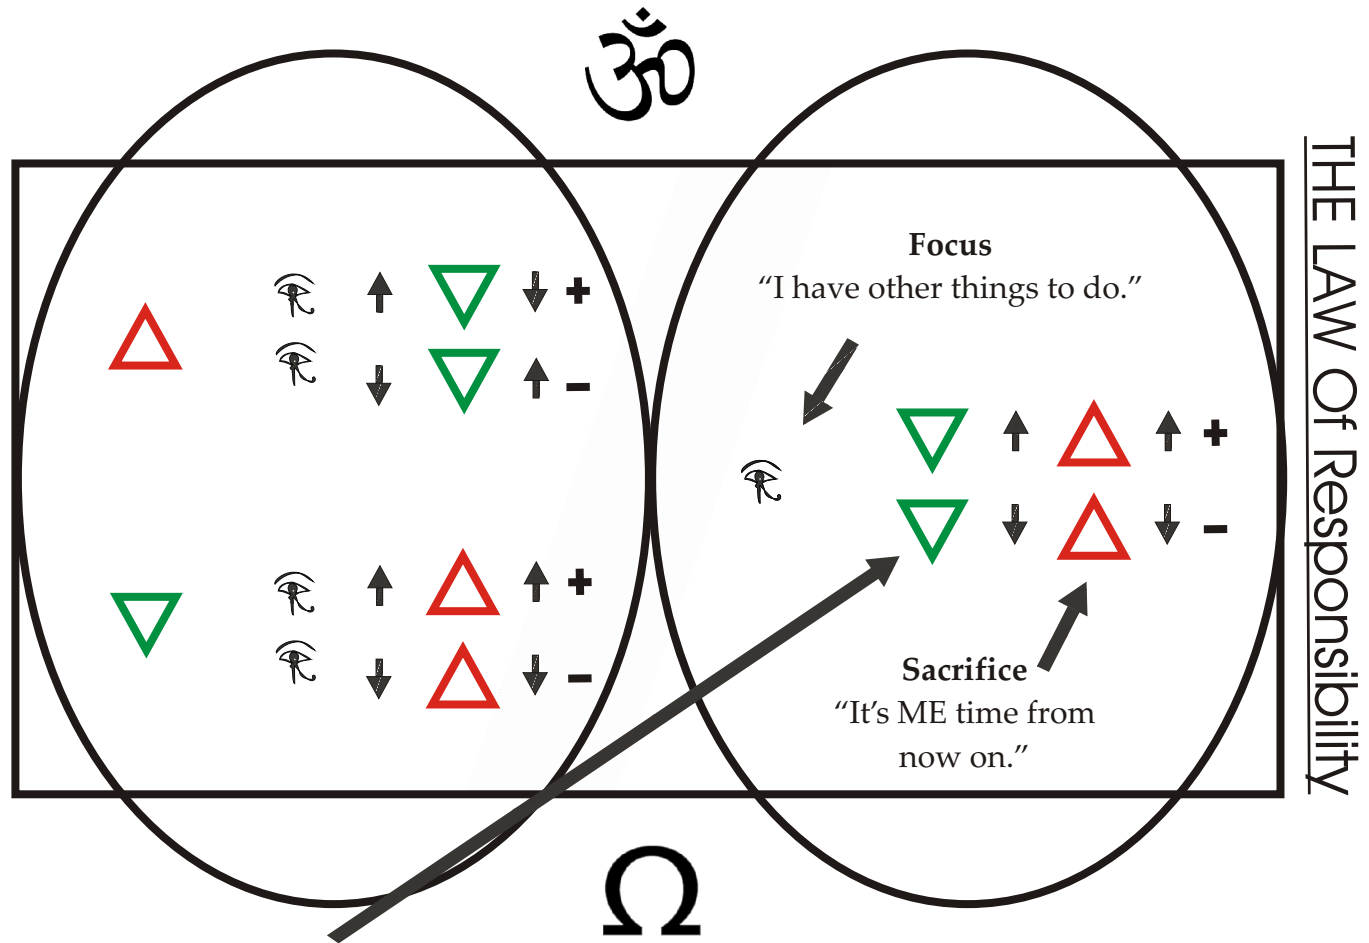 ॐ
Focus
“I have other things to do.”
+
−
+
−
+
−
Sacrifice
“It's ME time from
now on.”
Ω
THE LAW Of Responsibility